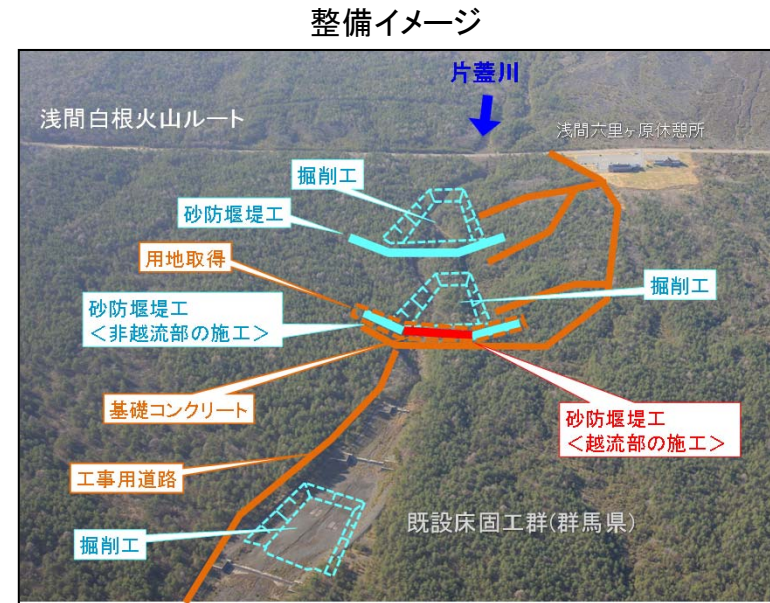 整備イメージ
片蓋川
浅間白根火山ルート
浅間六里ヶ原休憩所
掘削工
砂防堰堤工
用地取得
掘削工
砂防堰堤工
<非越流部の施工>
基礎コンクリート
砂防堰堤工
<越流部の施工>
工事用道路
既設床固工群(群馬県)
掘削工